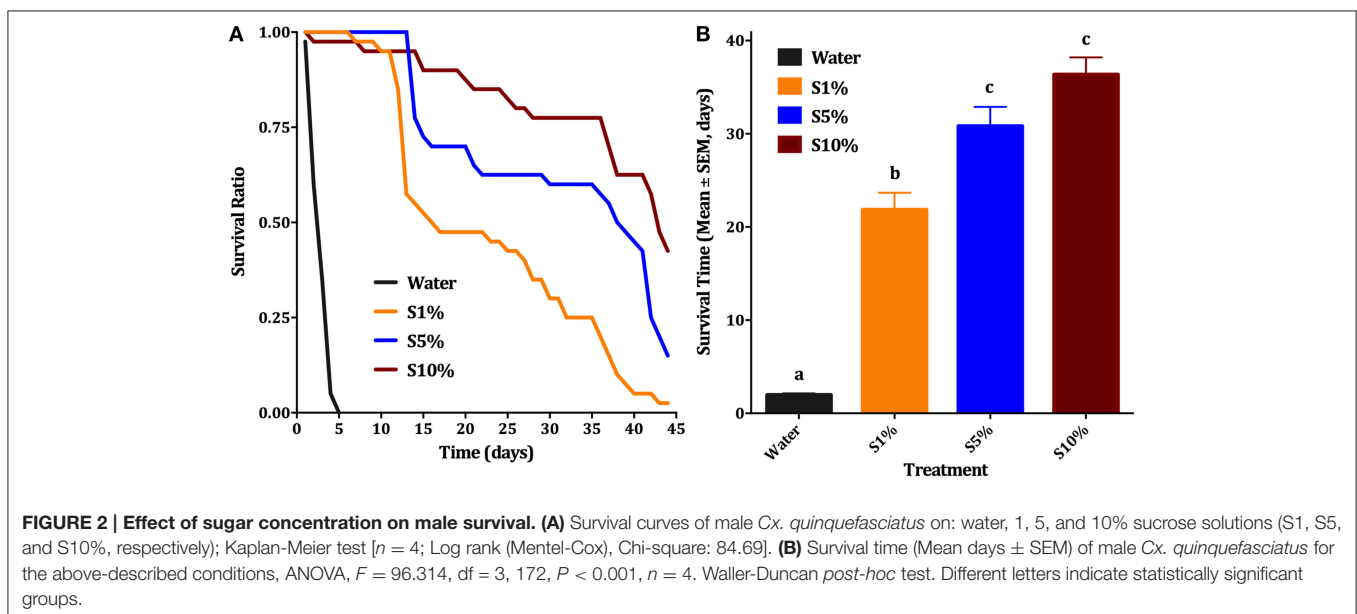 A
1.00
0.75
0.50
0.25
0.00
Survival Ratio
Water
S1%
S5%
S10%
0 5 10 15 20 25 30 35 40 45
Time (days)
B
40
30
20
10
0
Survival Time (Mean ± SEM, days)
Water
S1%
S5%
S10%
a
b
c
c
Water S1% S5% S10%
Treatment
FIGURE 2 | Effect of sugar concentration on male survival. (A) Survival curves of male Cx. quinquefasciatus on: water, 1, 5, and 10% sucrose solutions (S1, S5,
and S10%, respectively); Kaplan-Meier test [n = 4; Log rank (Mentel-Cox), Chi-square: 84.69]. (B) Survival time (Mean days ± SEM) of male Cx. quinquefasciatus for
the above-described conditions, ANOVA, F = 96.314, df = 3, 172, P < 0.001, n = 4. Waller-Duncan post-hoc test. Different letters indicate statistically significant
groups.